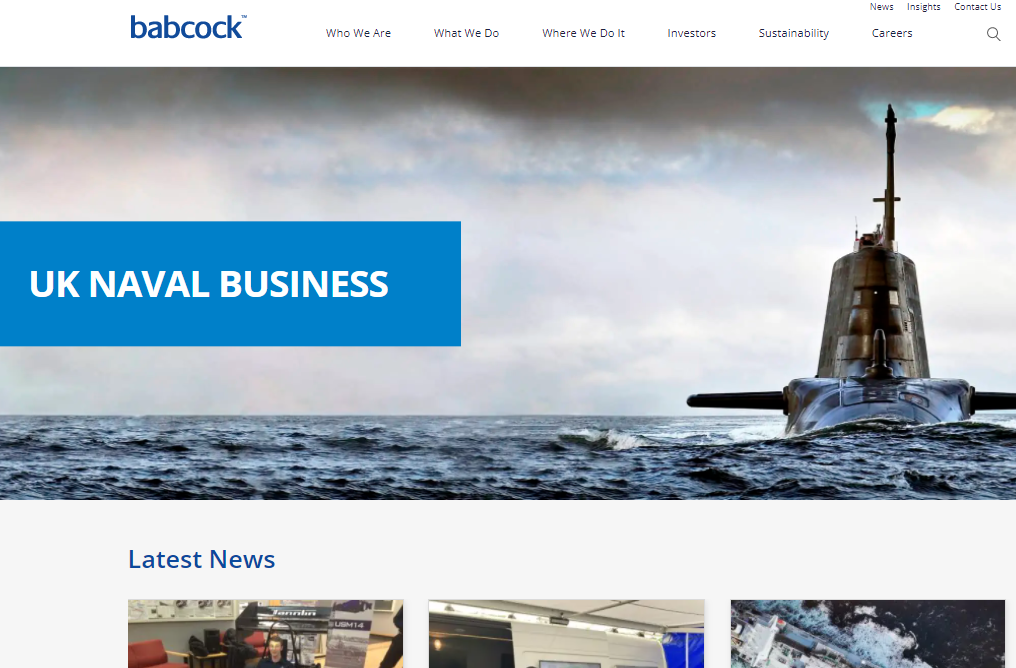 News Insights Contact Us
babcock™
Who We Are What We Do Where We Do It Investors Sustainability Careers
UK NAVAL BUSINESS
Latest News
USM14